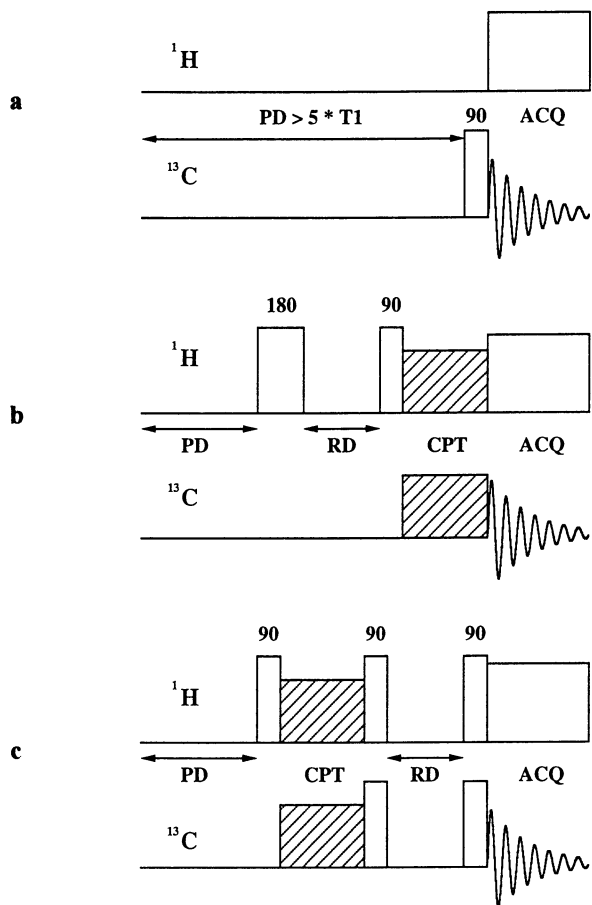 ¹H
a
PD > 5 * T1 90 ACQ
¹³C
180 90
¹H
b
PD RD CPT ACQ
¹³C
90 90 90
¹H
c
PD CPT RD ACQ
¹³C